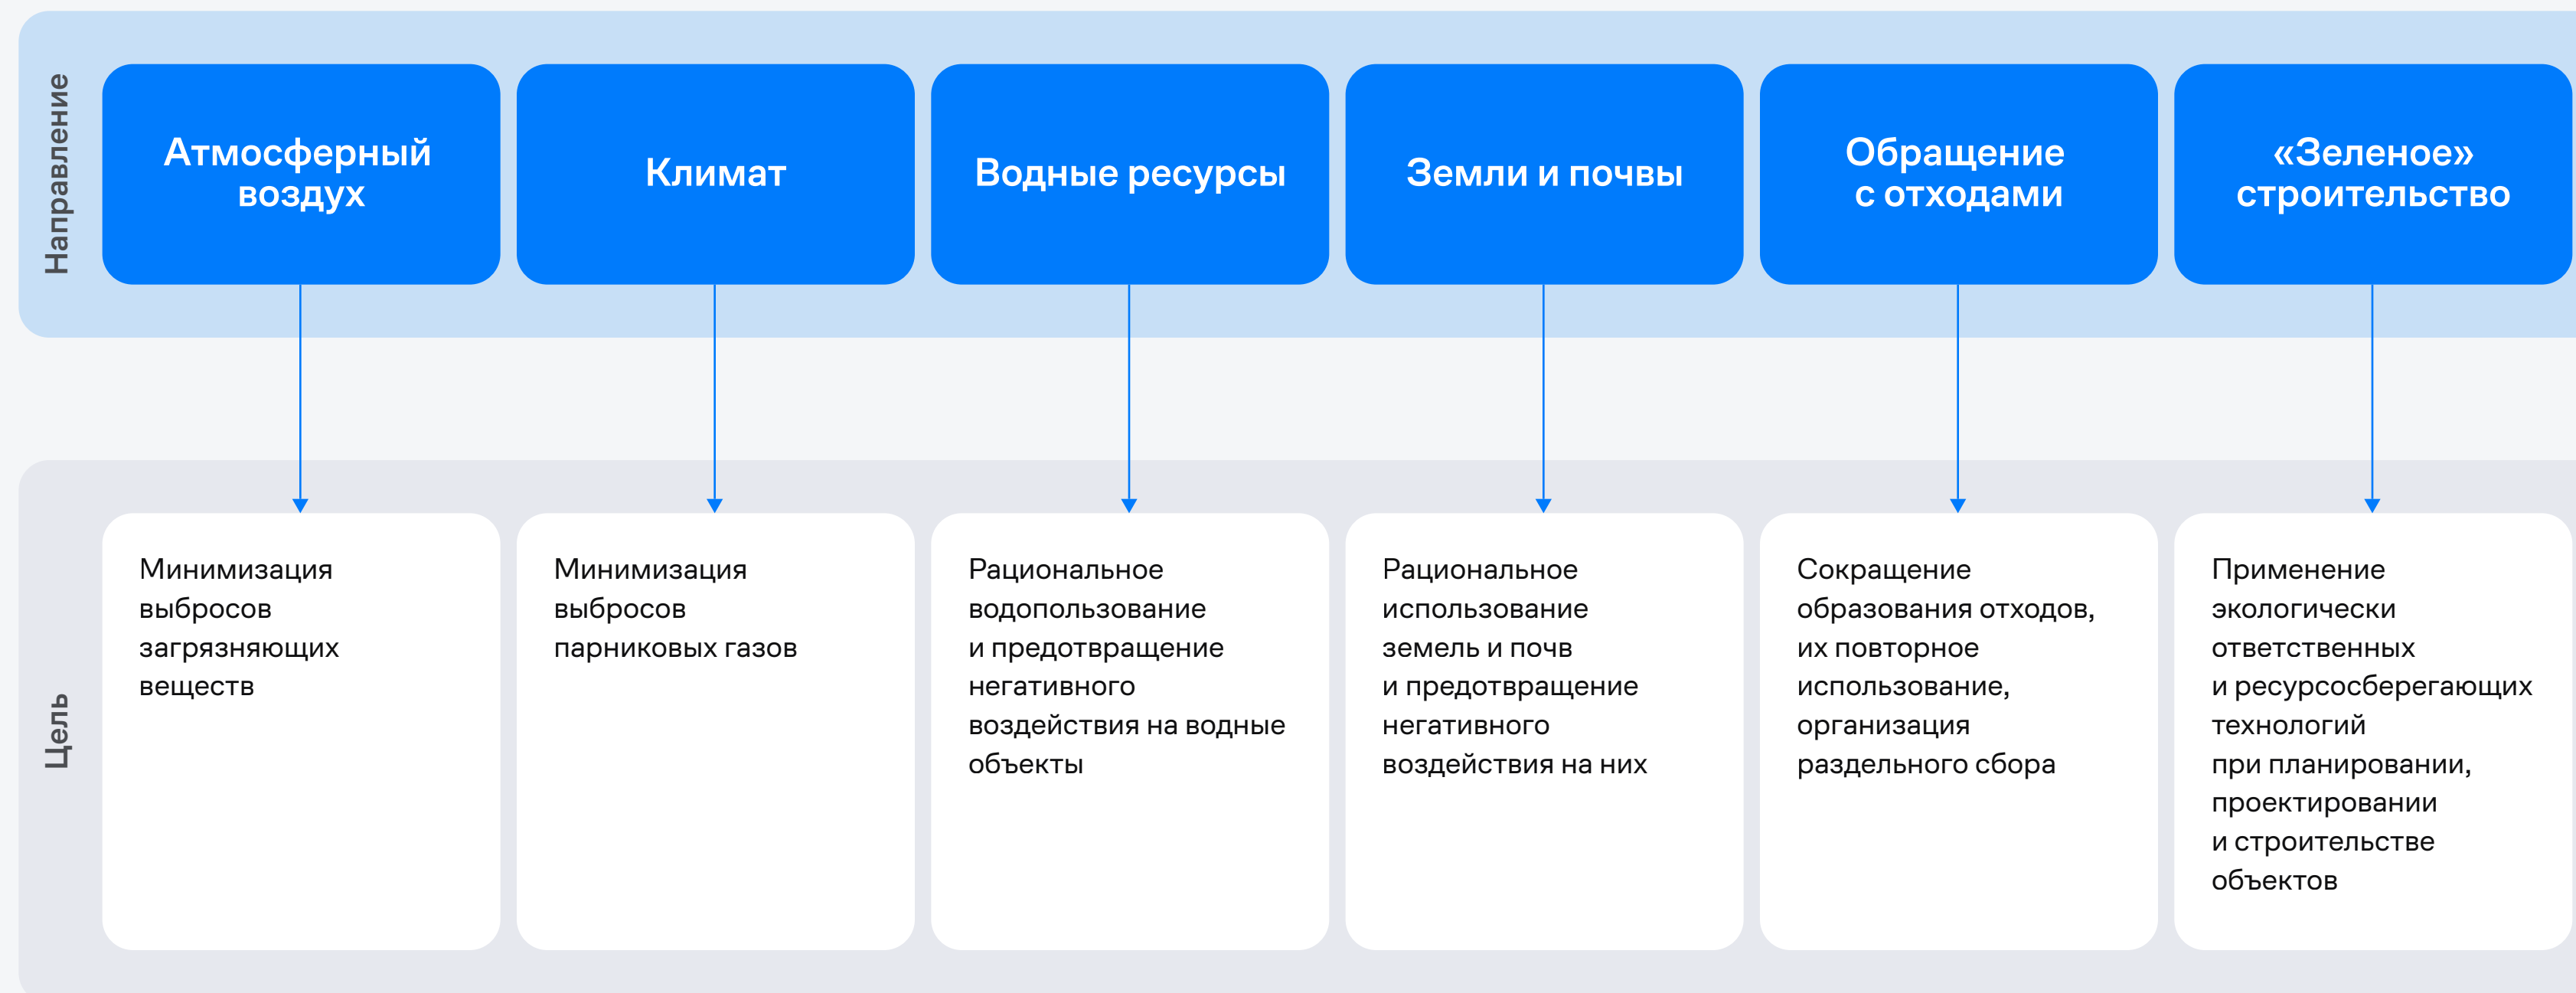 Направление
Атмосферный
воздух
Климат
Водные ресурсы
Земли и почвы
Обращение
с отходами
«Зеленое»
строительство
Цель
Минимизация
выбросов
загрязняющих
веществ
Минимизация
выбросов
парниковых газов
Рациональное
водопользование
и предотвращение
негативного
воздействия на водные
объекты
Рациональное
использование
земель и почв
и предотвращение
негативного
воздействия на них
Сокращение
образования отходов,
их повторное
использование,
организация
раздельного сбора
Применение
экологически
ответственных
и ресурсосберегающих
технологий
при планировании,
проектировании
и строительстве
объектов